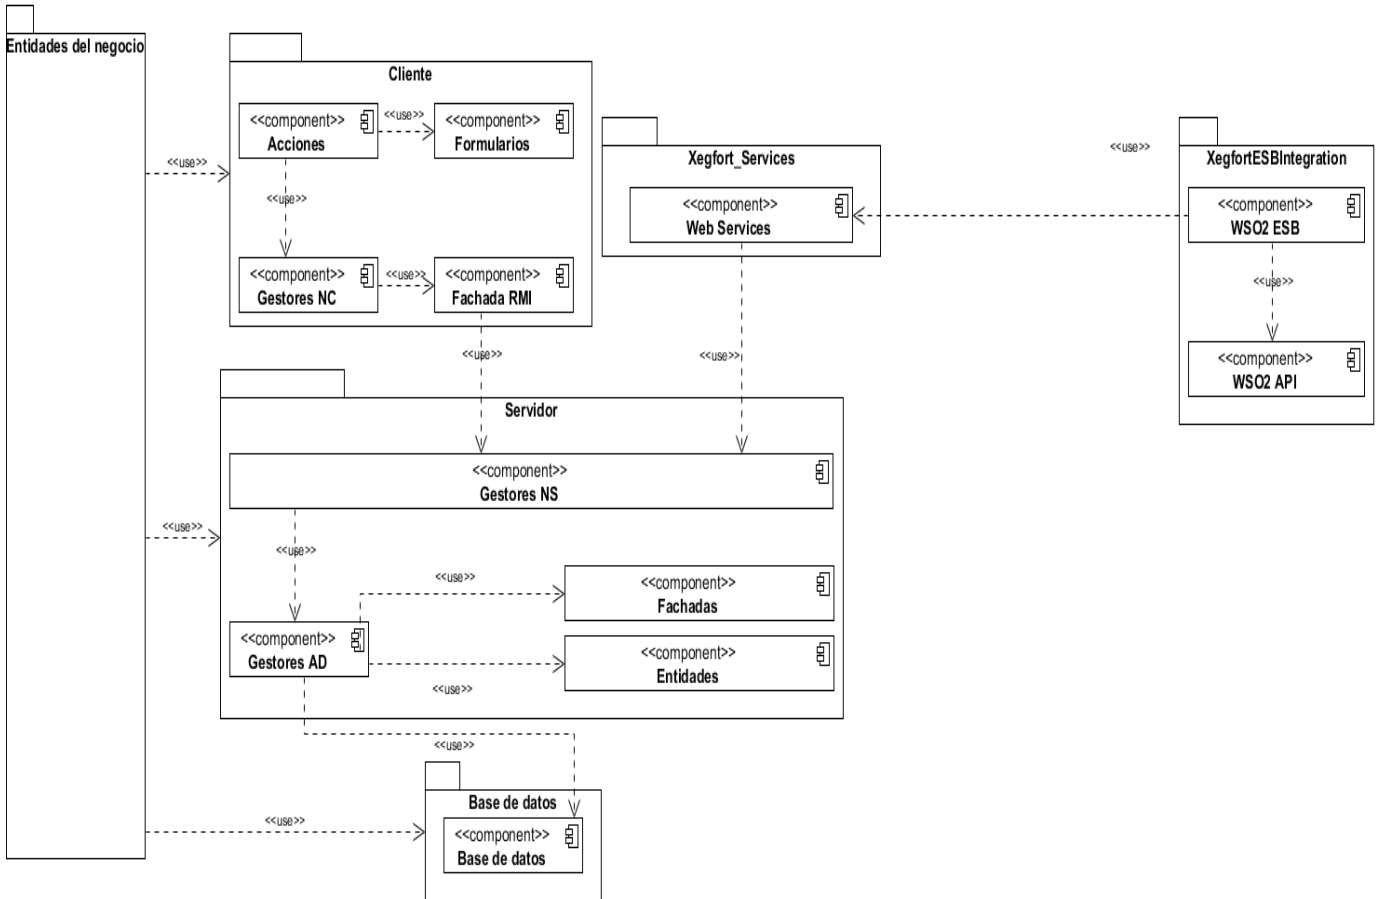 Entidades del negocio
<<use>>
Cliente
<<component>>
Acciones
<<use>>
<<component>>
Formularios
<<use>>
<<component>>
Gestores NC
<<use>>
<<component>>
Fachada RMI
Xegfort_Services
<<component>>
Web Services
<<use>>
XegfortESBIntegration
<<component>>
WSO2 ESB
<<use>>
<<component>>
WSO2 API
<<use>>
<<use>>
Servidor
<<component>>
Gestores NS
<<use>>
<<use>>
<<use>>
<<component>>
Fachadas
<<component>>
Gestores AD
<<use>>
<<component>>
Entidades
<<use>>
Base de datos
<<use>>
<<component>>
Base de datos